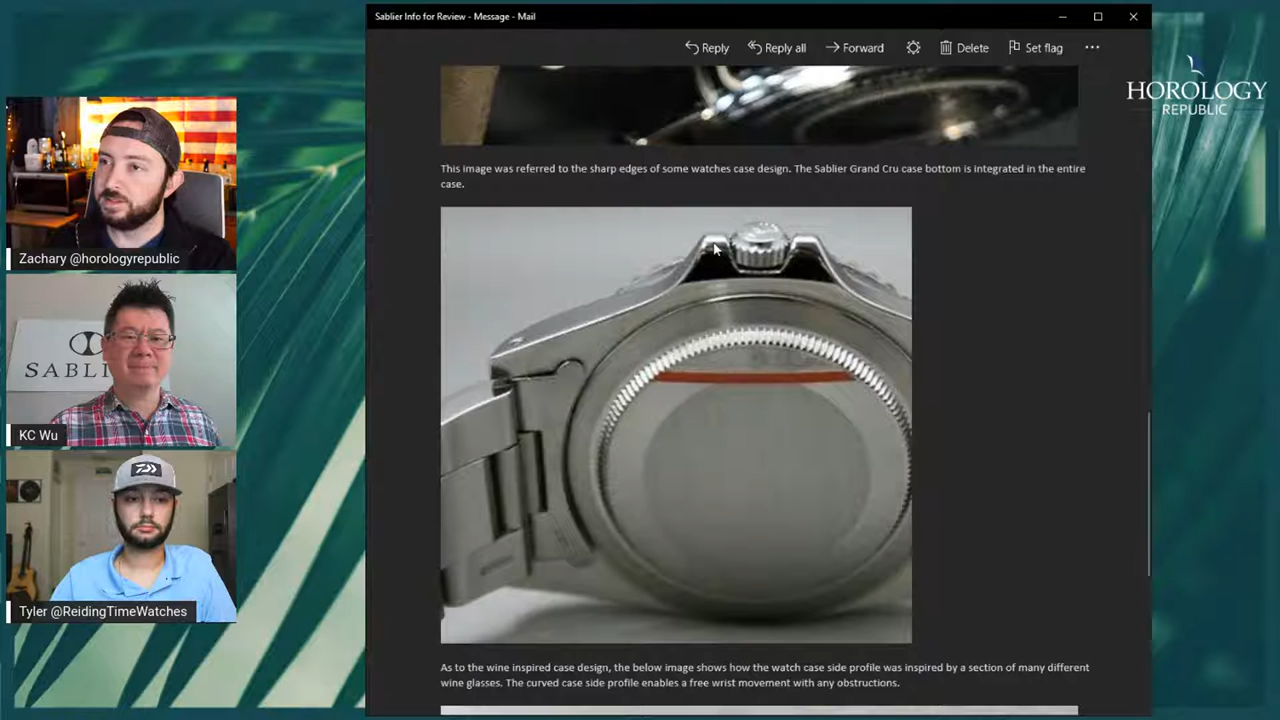 Sablier Info for Review - Message - Mail
Reply
Reply all
Forward
Delete
Set flag
HOROLOGY
REPUBLIC
This image was referred to the sharp edges of some watches case design. The Sablier Grand Cru case bottom is integrated in the entire
case.
Zachary @horologyrepublic
SABLI
KC Wu
Tyler @ReidingTimeWatches
As to the wine inspired case design, the below image shows how the watch case side profile was inspired by a section of many different
wine glasses. The curved case side profile enables a free wrist movement with any obstructions.